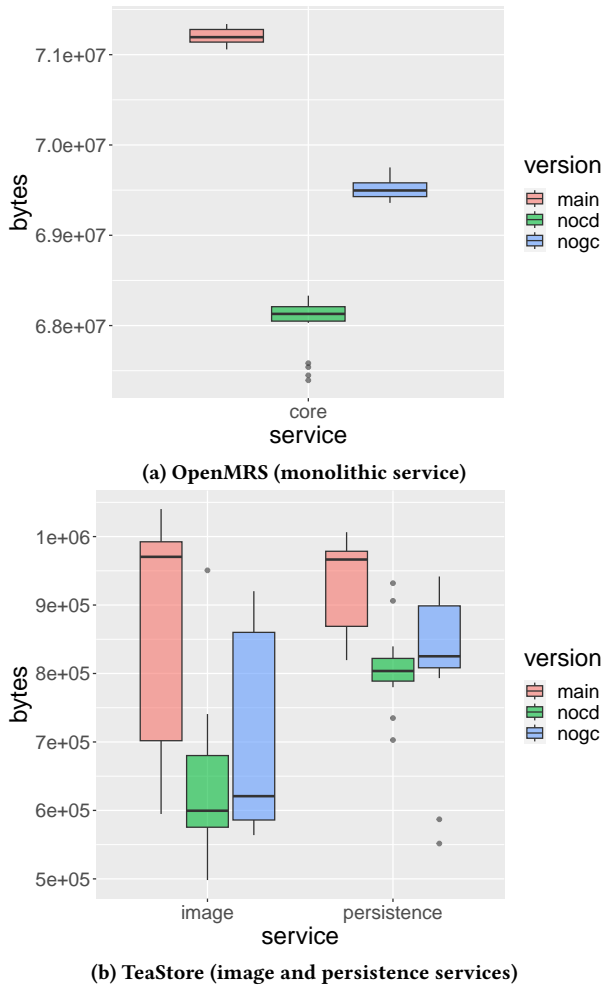 7.1e+07
7.0e+07
6.9e+07
6.8e+07
bytes
core
service
version
main
nocd
nogc
(a) OpenMRS (monolithic service)
1e+06
9e+05
8e+05
7e+05
6e+05
5e+05
bytes
image persistence
service
version
main
nocd
nogc
(b) TeaStore (image and persistence services)